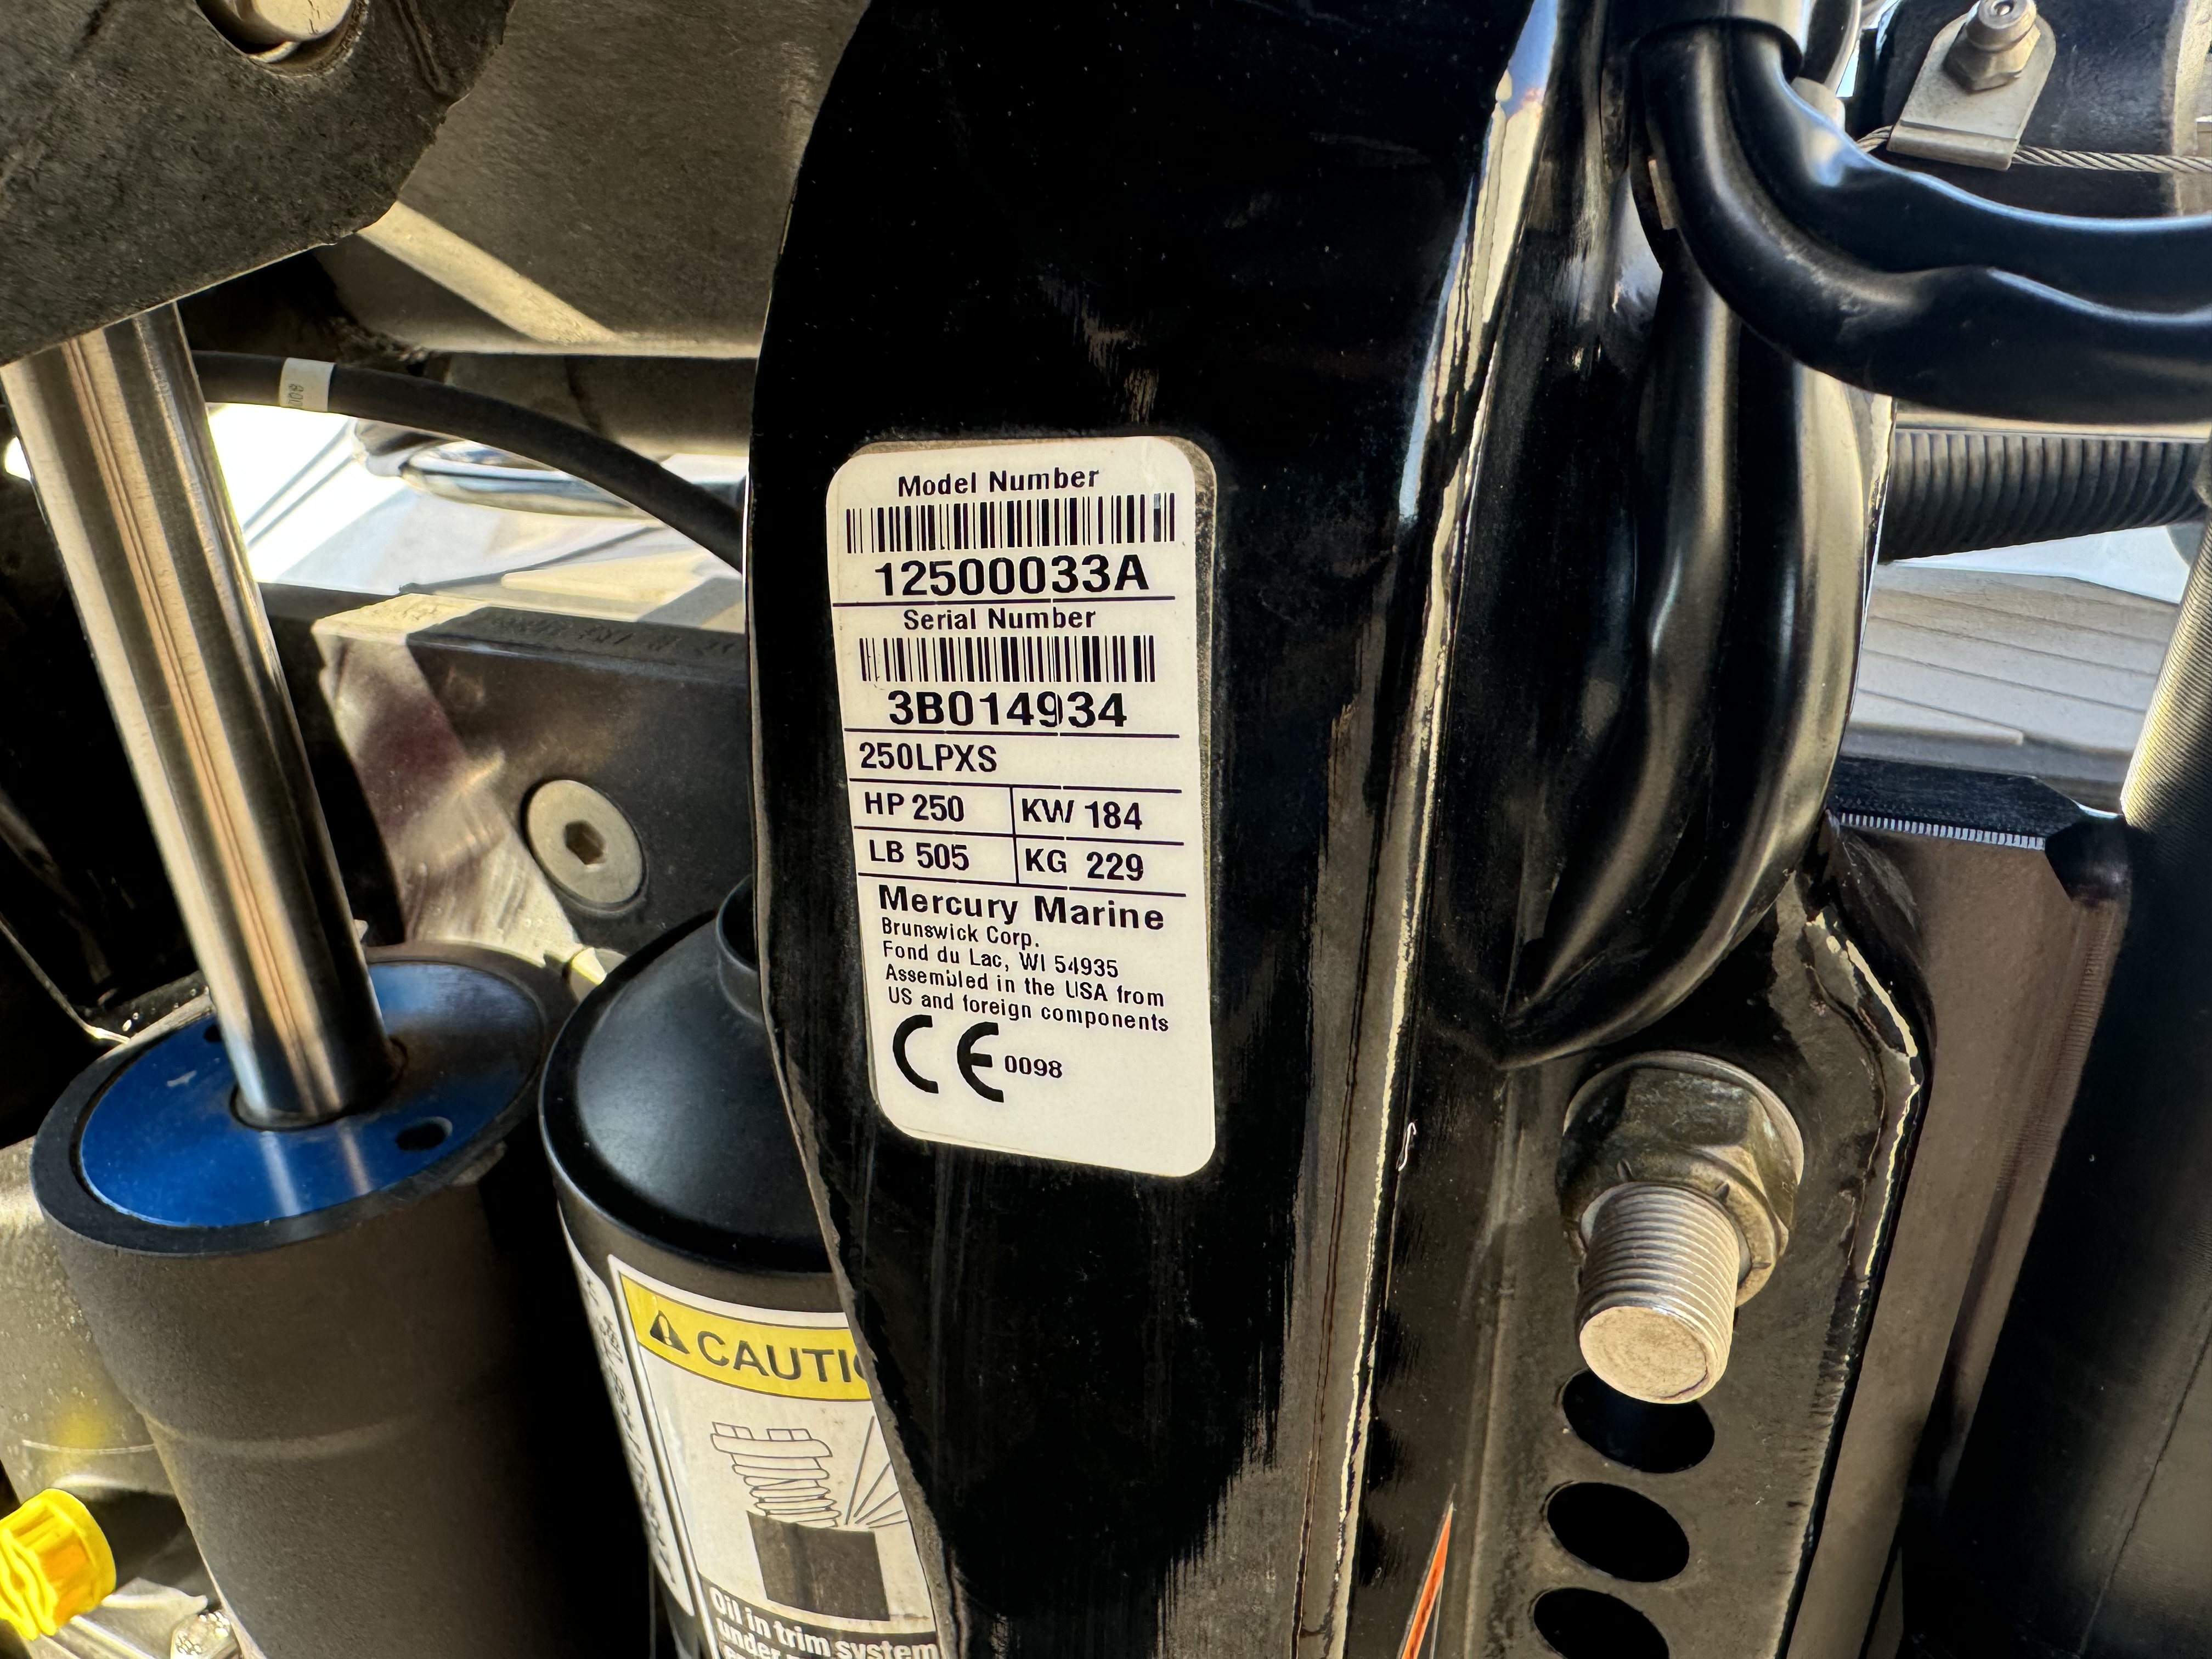 Model Number
12500033A
Serial Number
3B014934
250LPXS
HP 250 KW 184
LB 505 KG 229
Mercury Marine
Brunswick Corp.
Fond du Lac, WI 54935
Assembled in the USA from
US and foreign components
CE 0098
CAUTI
Oil in trim system
under